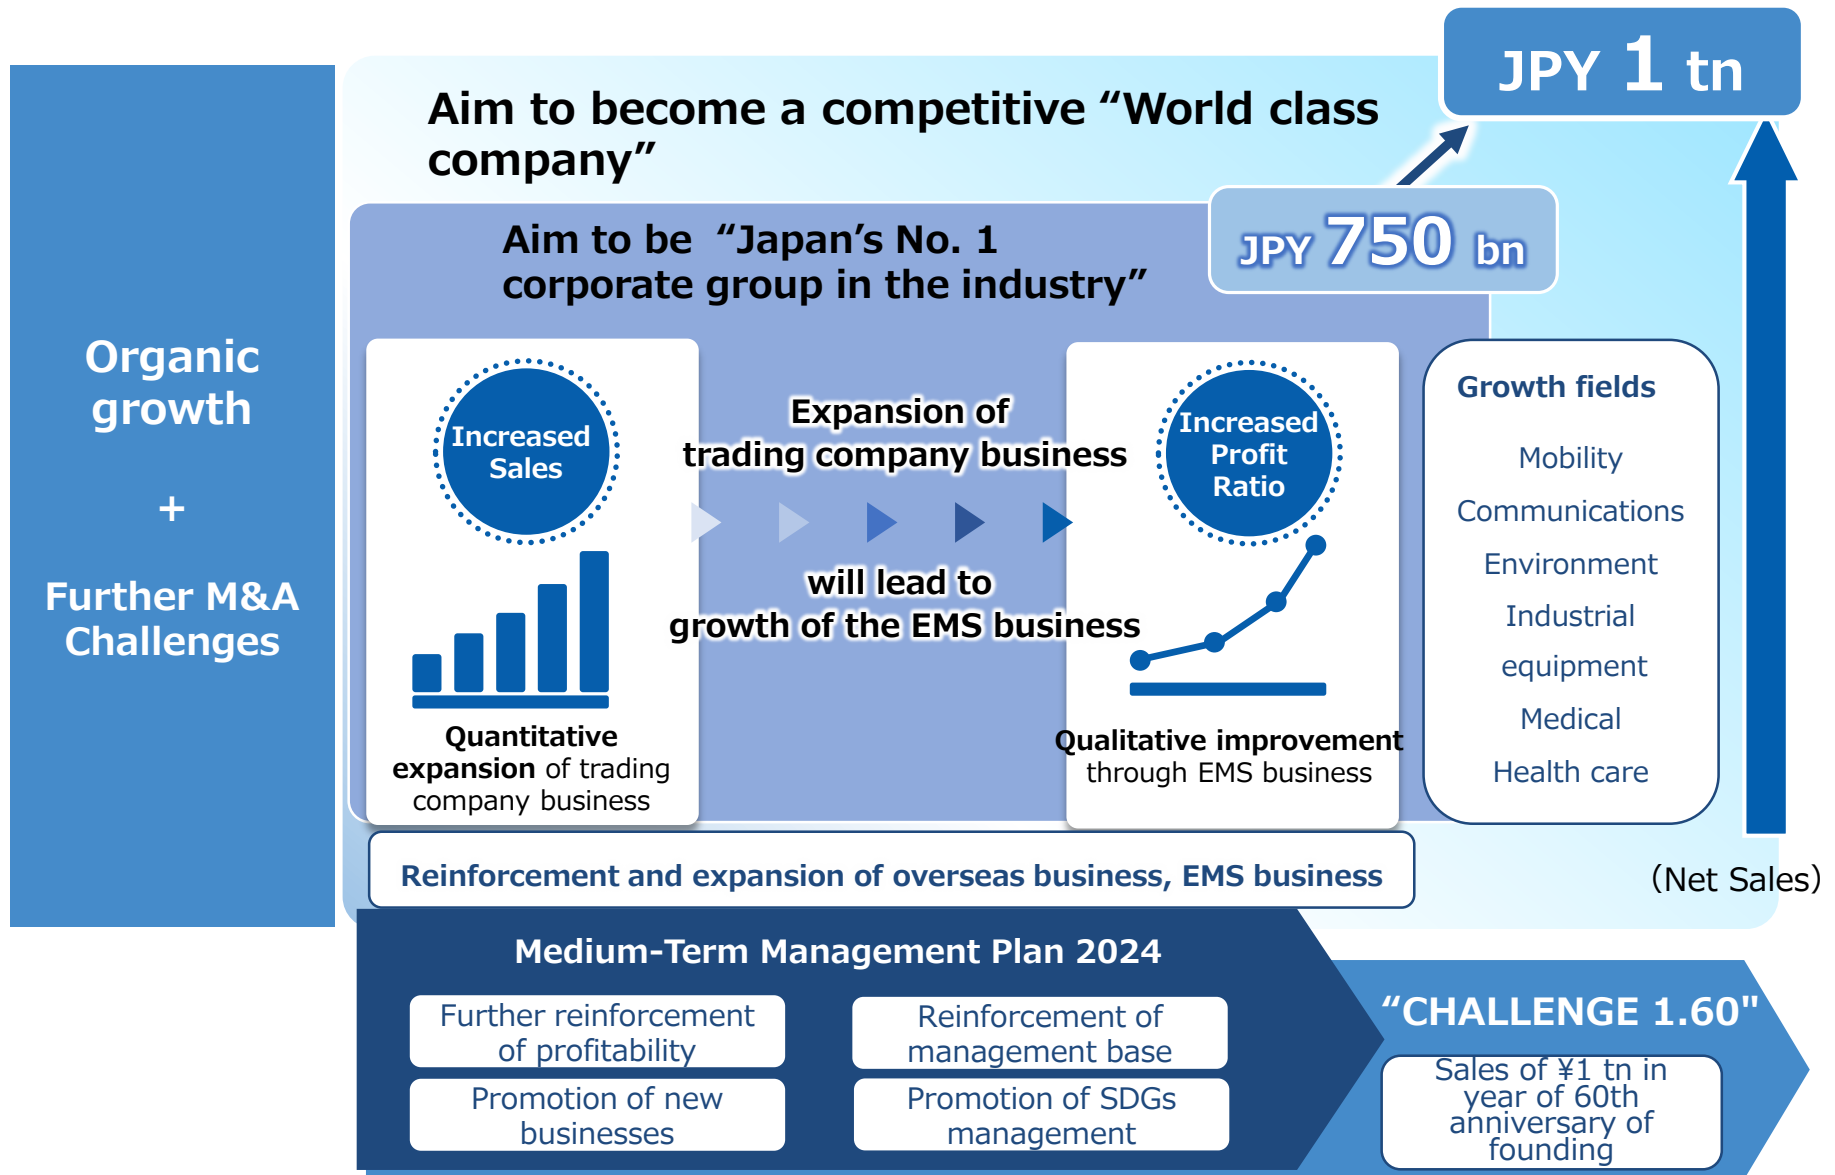 JPY 1 tn
Aim to become a competitive “World class
company”
Aim to be “Japan’s No. 1
corporate group in the industry”
JPY 750 bn
Organic
growth
+
Further M&A
Challenges
Increased
Sales
Quantitative
expansion of trading
company business
Expansion of
trading company business
will lead to
growth of the EMS business
Increased
Profit
Ratio
Qualitative improvement
through EMS business
Growth fields
Mobility
Communications
Environment
Industrial
equipment
Medical
Health care
Reinforcement and expansion of overseas business, EMS business
（Net Sales）
Medium-Term Management Plan 2024
Further reinforcement
of profitability
Reinforcement of
management base
Promotion of new
businesses
Promotion of SDGs
management
“CHALLENGE 1.60"
Sales of ¥1 tn in
year of 60th
anniversary of
founding